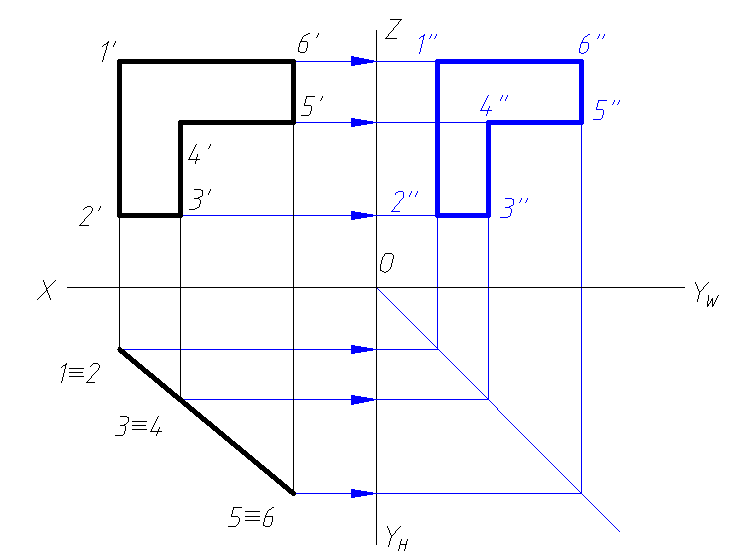 1' 6' Z 1" 6"
5' 4" 5"
4'
2' 3' 2" 3"
O
X Y_W
1≡2
3≡4
5≡6
Y_H